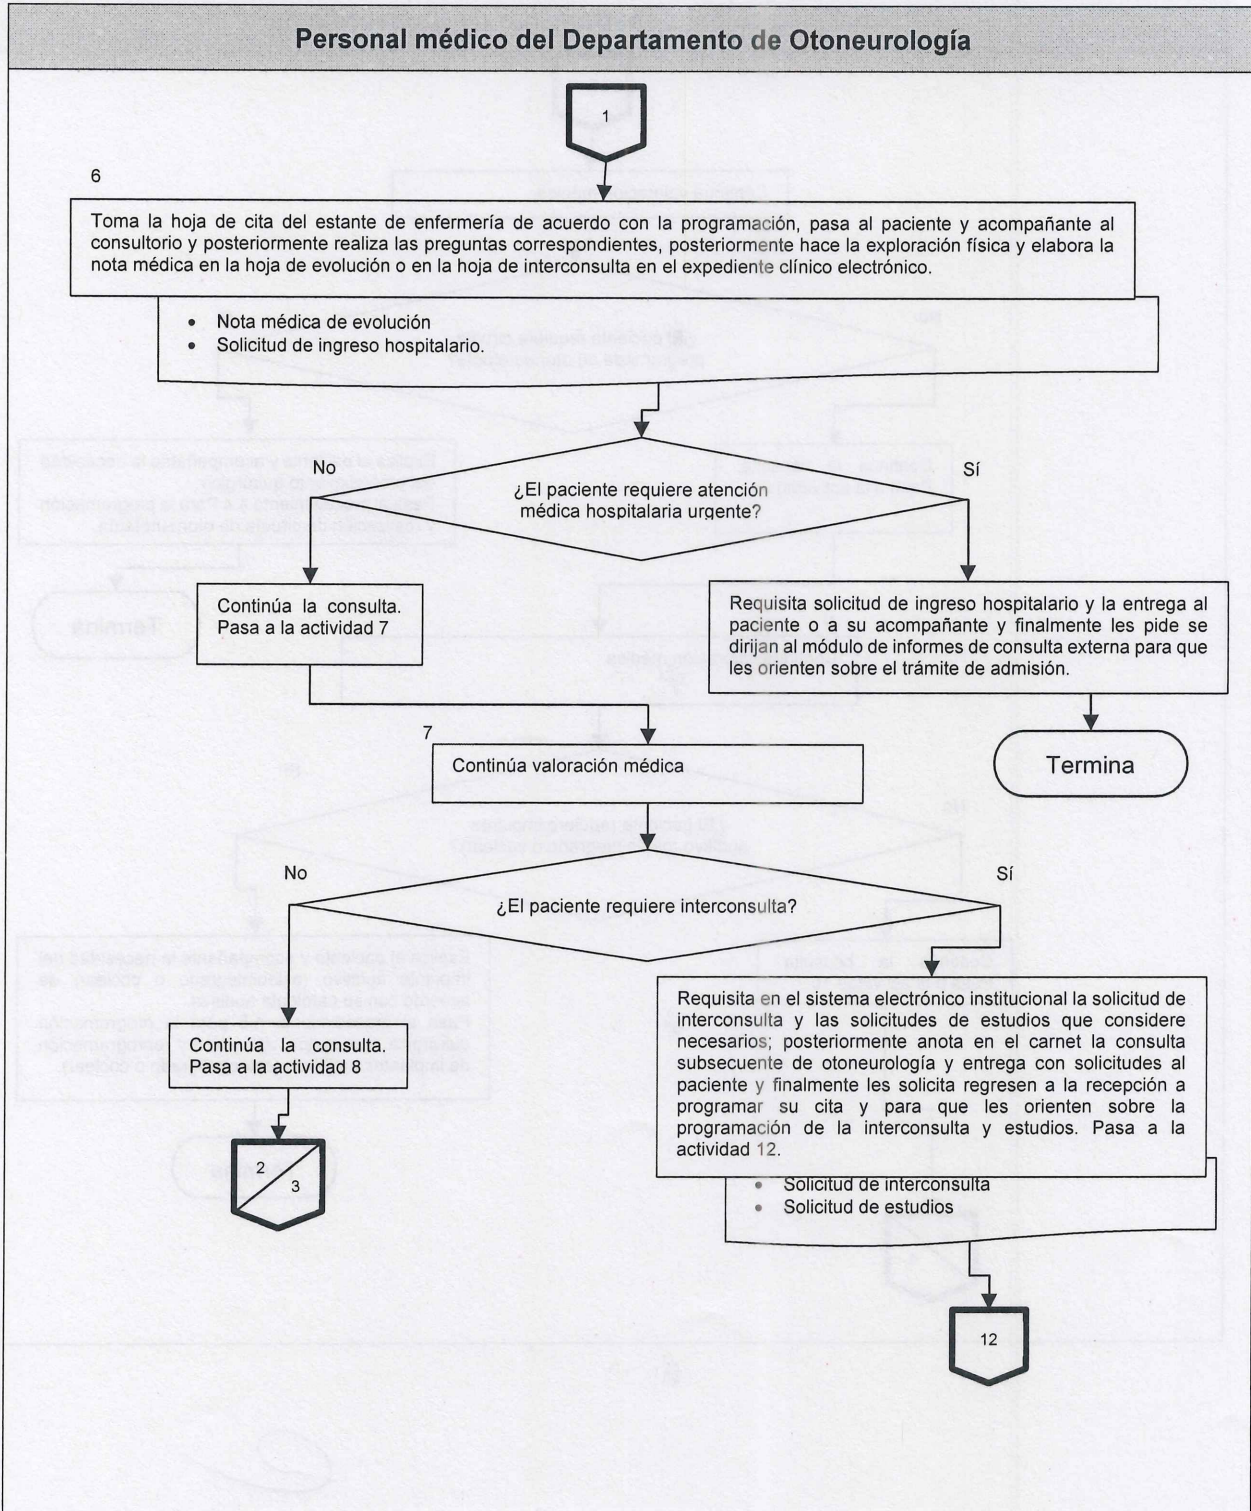 Personal médico del Departamento de Otoneurología
1
6
Toma la hoja de cita del estante de enfermería de acuerdo con la programación, pasa al paciente y acompañante al
consultorio y posteriormente realiza las preguntas correspondientes, posteriormente hace la exploración física y elabora la
nota médica en la hoja de evolución o en la hoja de interconsulta en el expediente clínico electrónico.
• Nota médica de evolución
• Solicitud de ingreso hospitalario.
No
Sí
¿El paciente requiere atención
médica hospitalaria urgente?
Continúa la consulta.
Pasa a la actividad 7
Requisita solicitud de ingreso hospitalario y la entrega al
paciente o a su acompañante y finalmente les pide se
dirijan al módulo de informes de consulta externa para que
les orienten sobre el trámite de admisión.
7
Continúa valoración médica
Termina
No
Sí
¿El paciente requiere interconsulta?
Continúa la consulta.
Pasa a la actividad 8
Requisita en el sistema electrónico institucional la solicitud de
interconsulta y las solicitudes de estudios que considere
necesarios; posteriormente anota en el carnet la consulta
subsecuente de otoneurología y entrega con solicitudes al
paciente y finalmente les solicita regresen a la recepción a
programar su cita y para que les orienten sobre la
programación de la interconsulta y estudios. Pasa a la
actividad 12.
2
3
• Solicitud de interconsulta
• Solicitud de estudios
12